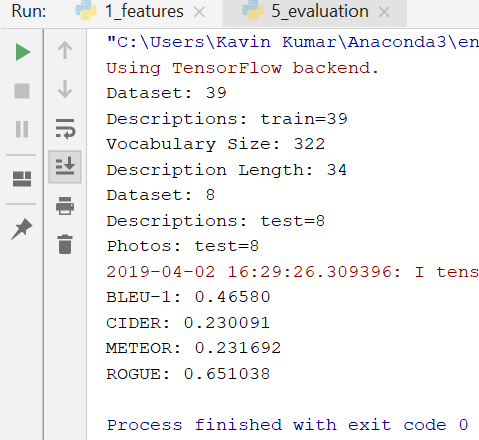 Run:
1_features
5_evaluation
"C:\Users\Kavin Kumar\Anaconda3\en
Using TensorFlow backend.
Dataset: 39
Descriptions: train=39
Vocabulary Size: 322
Description Length: 34
Dataset: 8
Descriptions: test=8
Photos: test=8
2019-04-02 16:29:26.309396: I tens
BLEU-1: 0.46580
CIDER: 0.230091
METEOR: 0.231692
ROGUE: 0.651038
Process finished with exit code 0